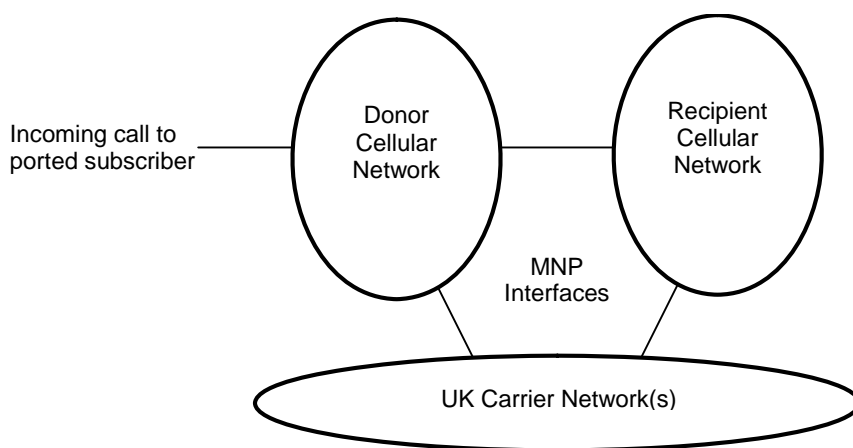 Incoming call to
ported subscriber
Donor
Cellular
Network
Recipient
Cellular
Network
MNP
Interfaces
UK Carrier Network(s)